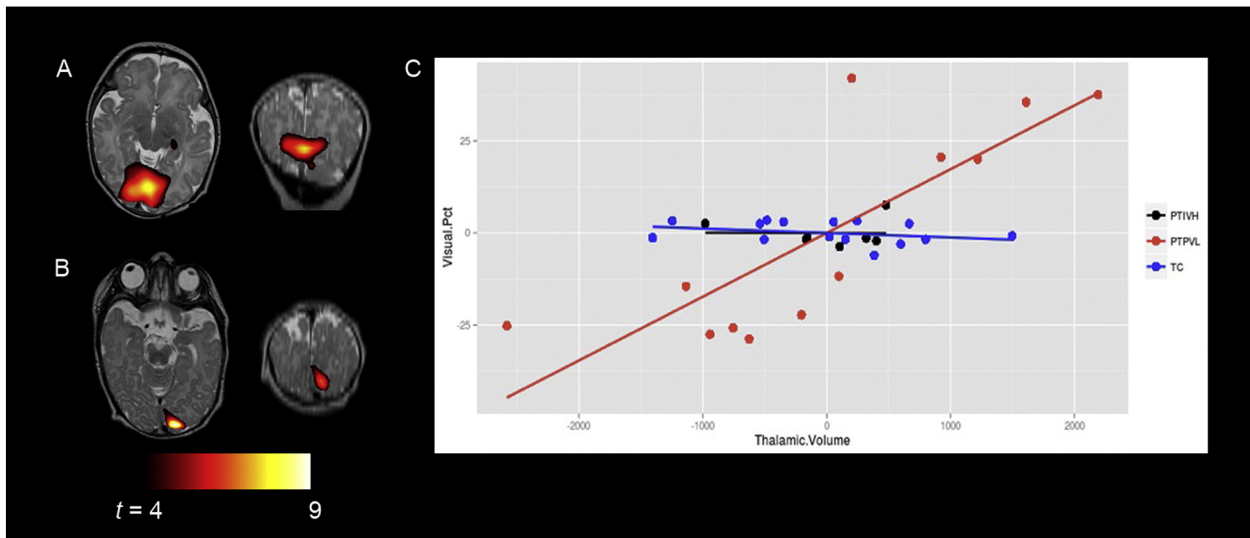 A
B
t = 4
9
C
Visual.Pct
25
0
-25
-2000
-1000
0
1000
2000
Thalamic.Volume
PTIVH
PTPVL
TC